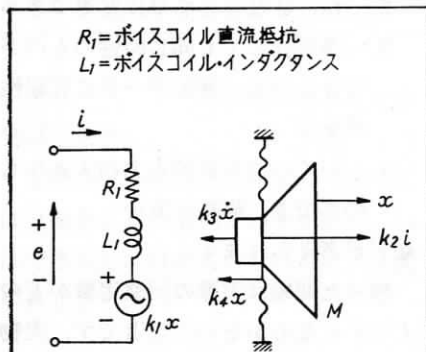 R₁=ボイスコイル直流抵抗
L₁=ボイスコイル・インダクタンス
i
R₁
+
e
L₁
+
-
k₁x
k₃ẋ
x
k₂i
k₄x
M